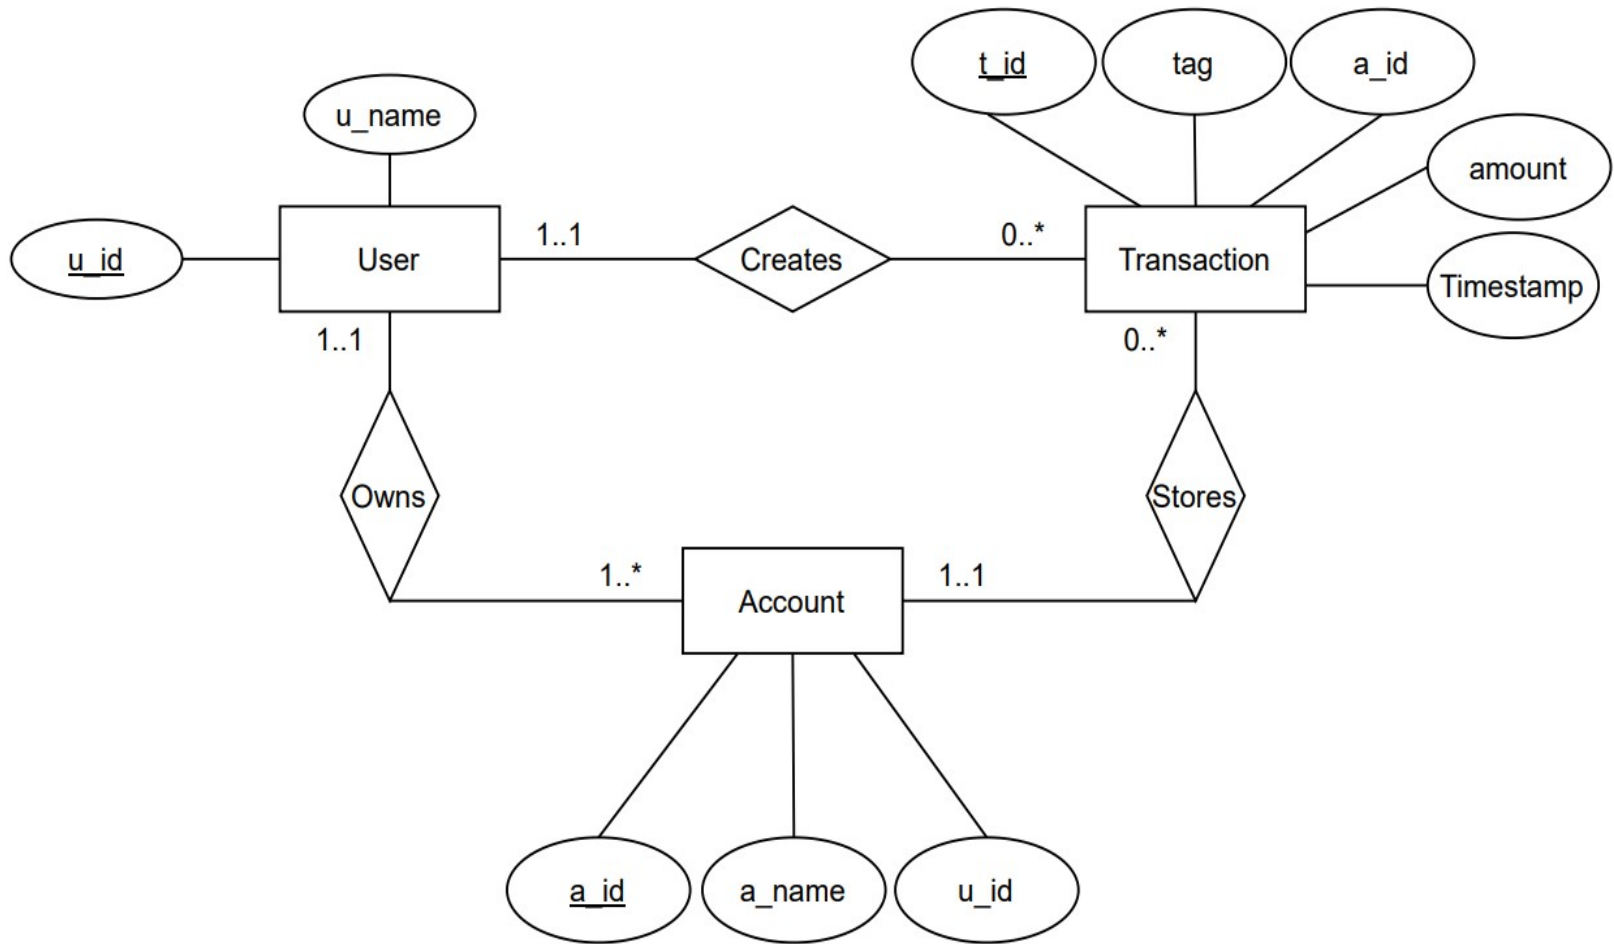 t_id
tag
a_id
u_name
amount
u_id
User
1..1
Creates
0..*
Transaction
Timestamp
1..1
0..*
Owns
Stores
1..*
Account
1..1
a_id
a_name
u_id